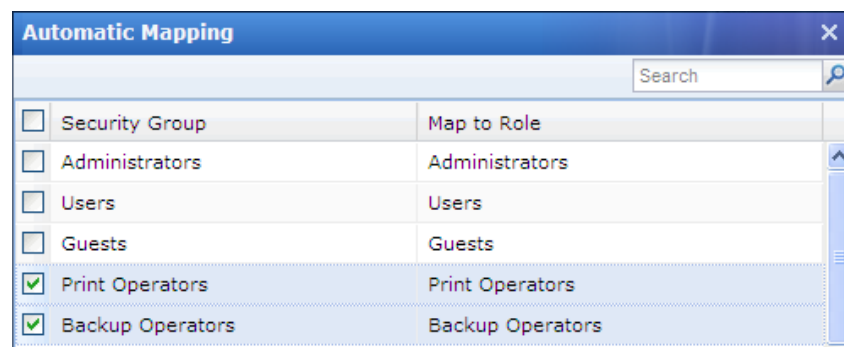 Automatic Mapping
Search
Security Group Map to Role
Administrators Administrators
Users Users
Guests Guests
Print Operators Print Operators
Backup Operators Backup Operators